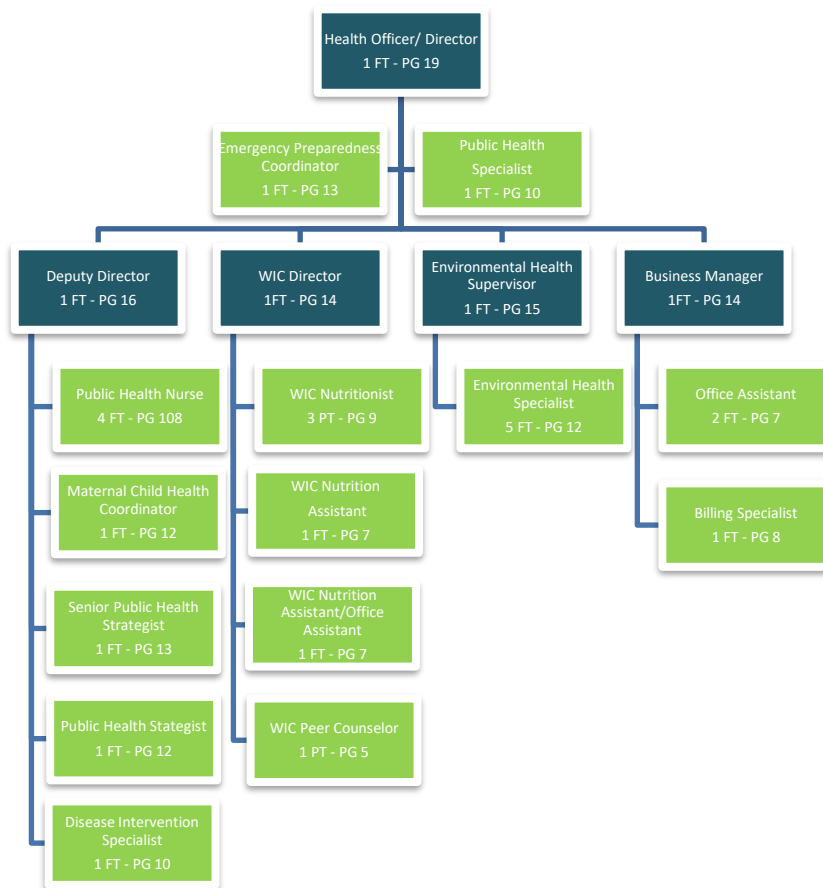 Health Officer/ Director
1 FT - PG 19
Emergency Preparedness
Coordinator
1 FT - PG 13
Public Health
Specialist
1 FT - PG 10
Deputy Director
1 FT - PG 16
WIC Director
1FT - PG 14
Environmental Health
Supervisor
1 FT - PG 15
Business Manager
1FT - PG 14
Public Health Nurse
4 FT - PG 108
Maternal Child Health
Coordinator
1 FT - PG 12
Senior Public Health
Strategist
1 FT - PG 13
Public Health Stategist
1 FT - PG 12
Disease Intervention
Specialist
1 FT - PG 10
WIC Nutritionist
3 PT - PG 9
WIC Nutrition
Assistant
1 FT - PG 7
WIC Nutrition
Assistant/Office
Assistant
1 FT - PG 7
WIC Peer Counselor
1 PT - PG 5
Environmental Health
Specialist
5 FT - PG 12
Office Assistant
2 FT - PG 7
Billing Specialist
1 FT - PG 8